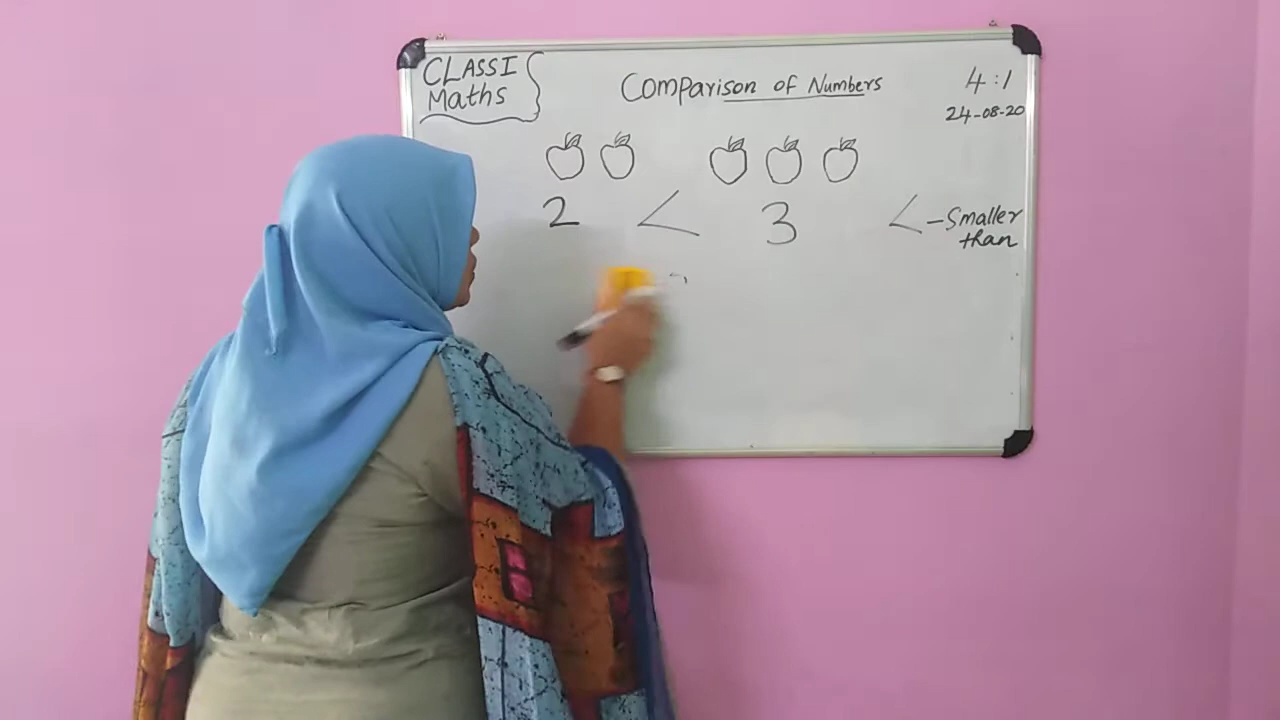 CLASS I
Maths
Comparison of Numbers
4:1
24-08-20
2 < 3
< - Smaller
than